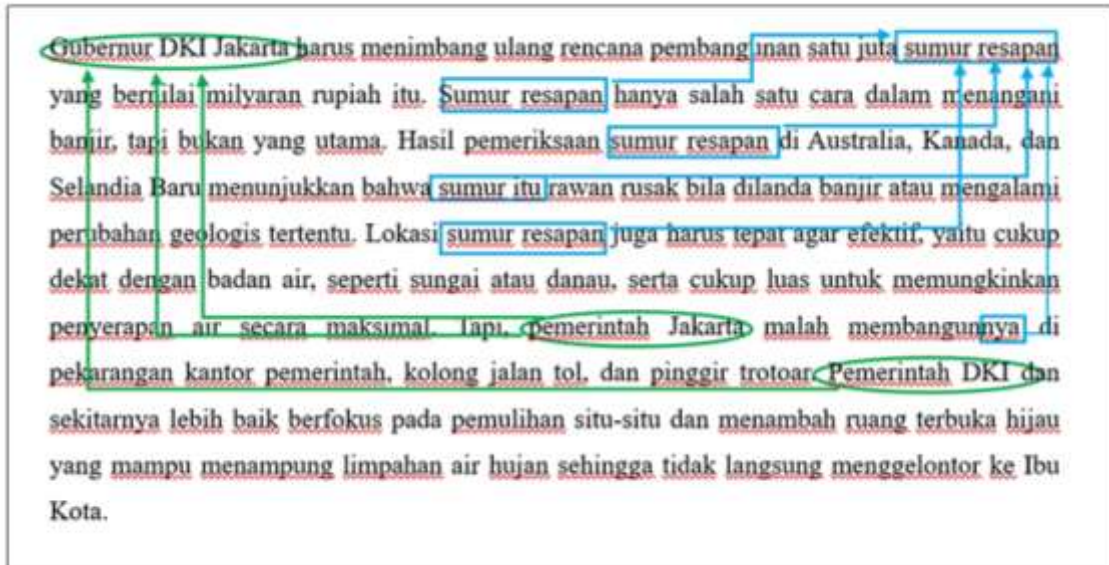 Gubernur DKI Jakarta harus menimbang ulang rencana pembangunan satu juta sumur resapan
yang bernilai milyaran rupiah itu. Sumur resapan hanya salah satu cara dalam menangani
banjir, tapi bukan yang utama. Hasil pemeriksaan sumur resapan di Australia, Kanada, dan
Selandia Baru menunjukkan bahwa sumur itu rawan rusak bila dilanda banjir atau mengalami
perubahan geologis tertentu. Lokasi sumur resapan juga harus tepat agar efektif, yaitu cukup
dekat dengan badan air, seperti sungai atau danau, serta cukup luas untuk memungkinkan
penyerapan air secara maksimal. Tapi, pemerintah Jakarta malah membangunnya di
pekarangan kantor pemerintah, kolong jalan tol, dan pinggir trotoar. Pemerintah DKI dan
sekitarnya lebih baik berfokus pada pemulihan situ-situ dan menambah ruang terbuka hijau
yang mampu menampung limpahan air hujan sehingga tidak langsung menggelontor ke Ibu
Kota.